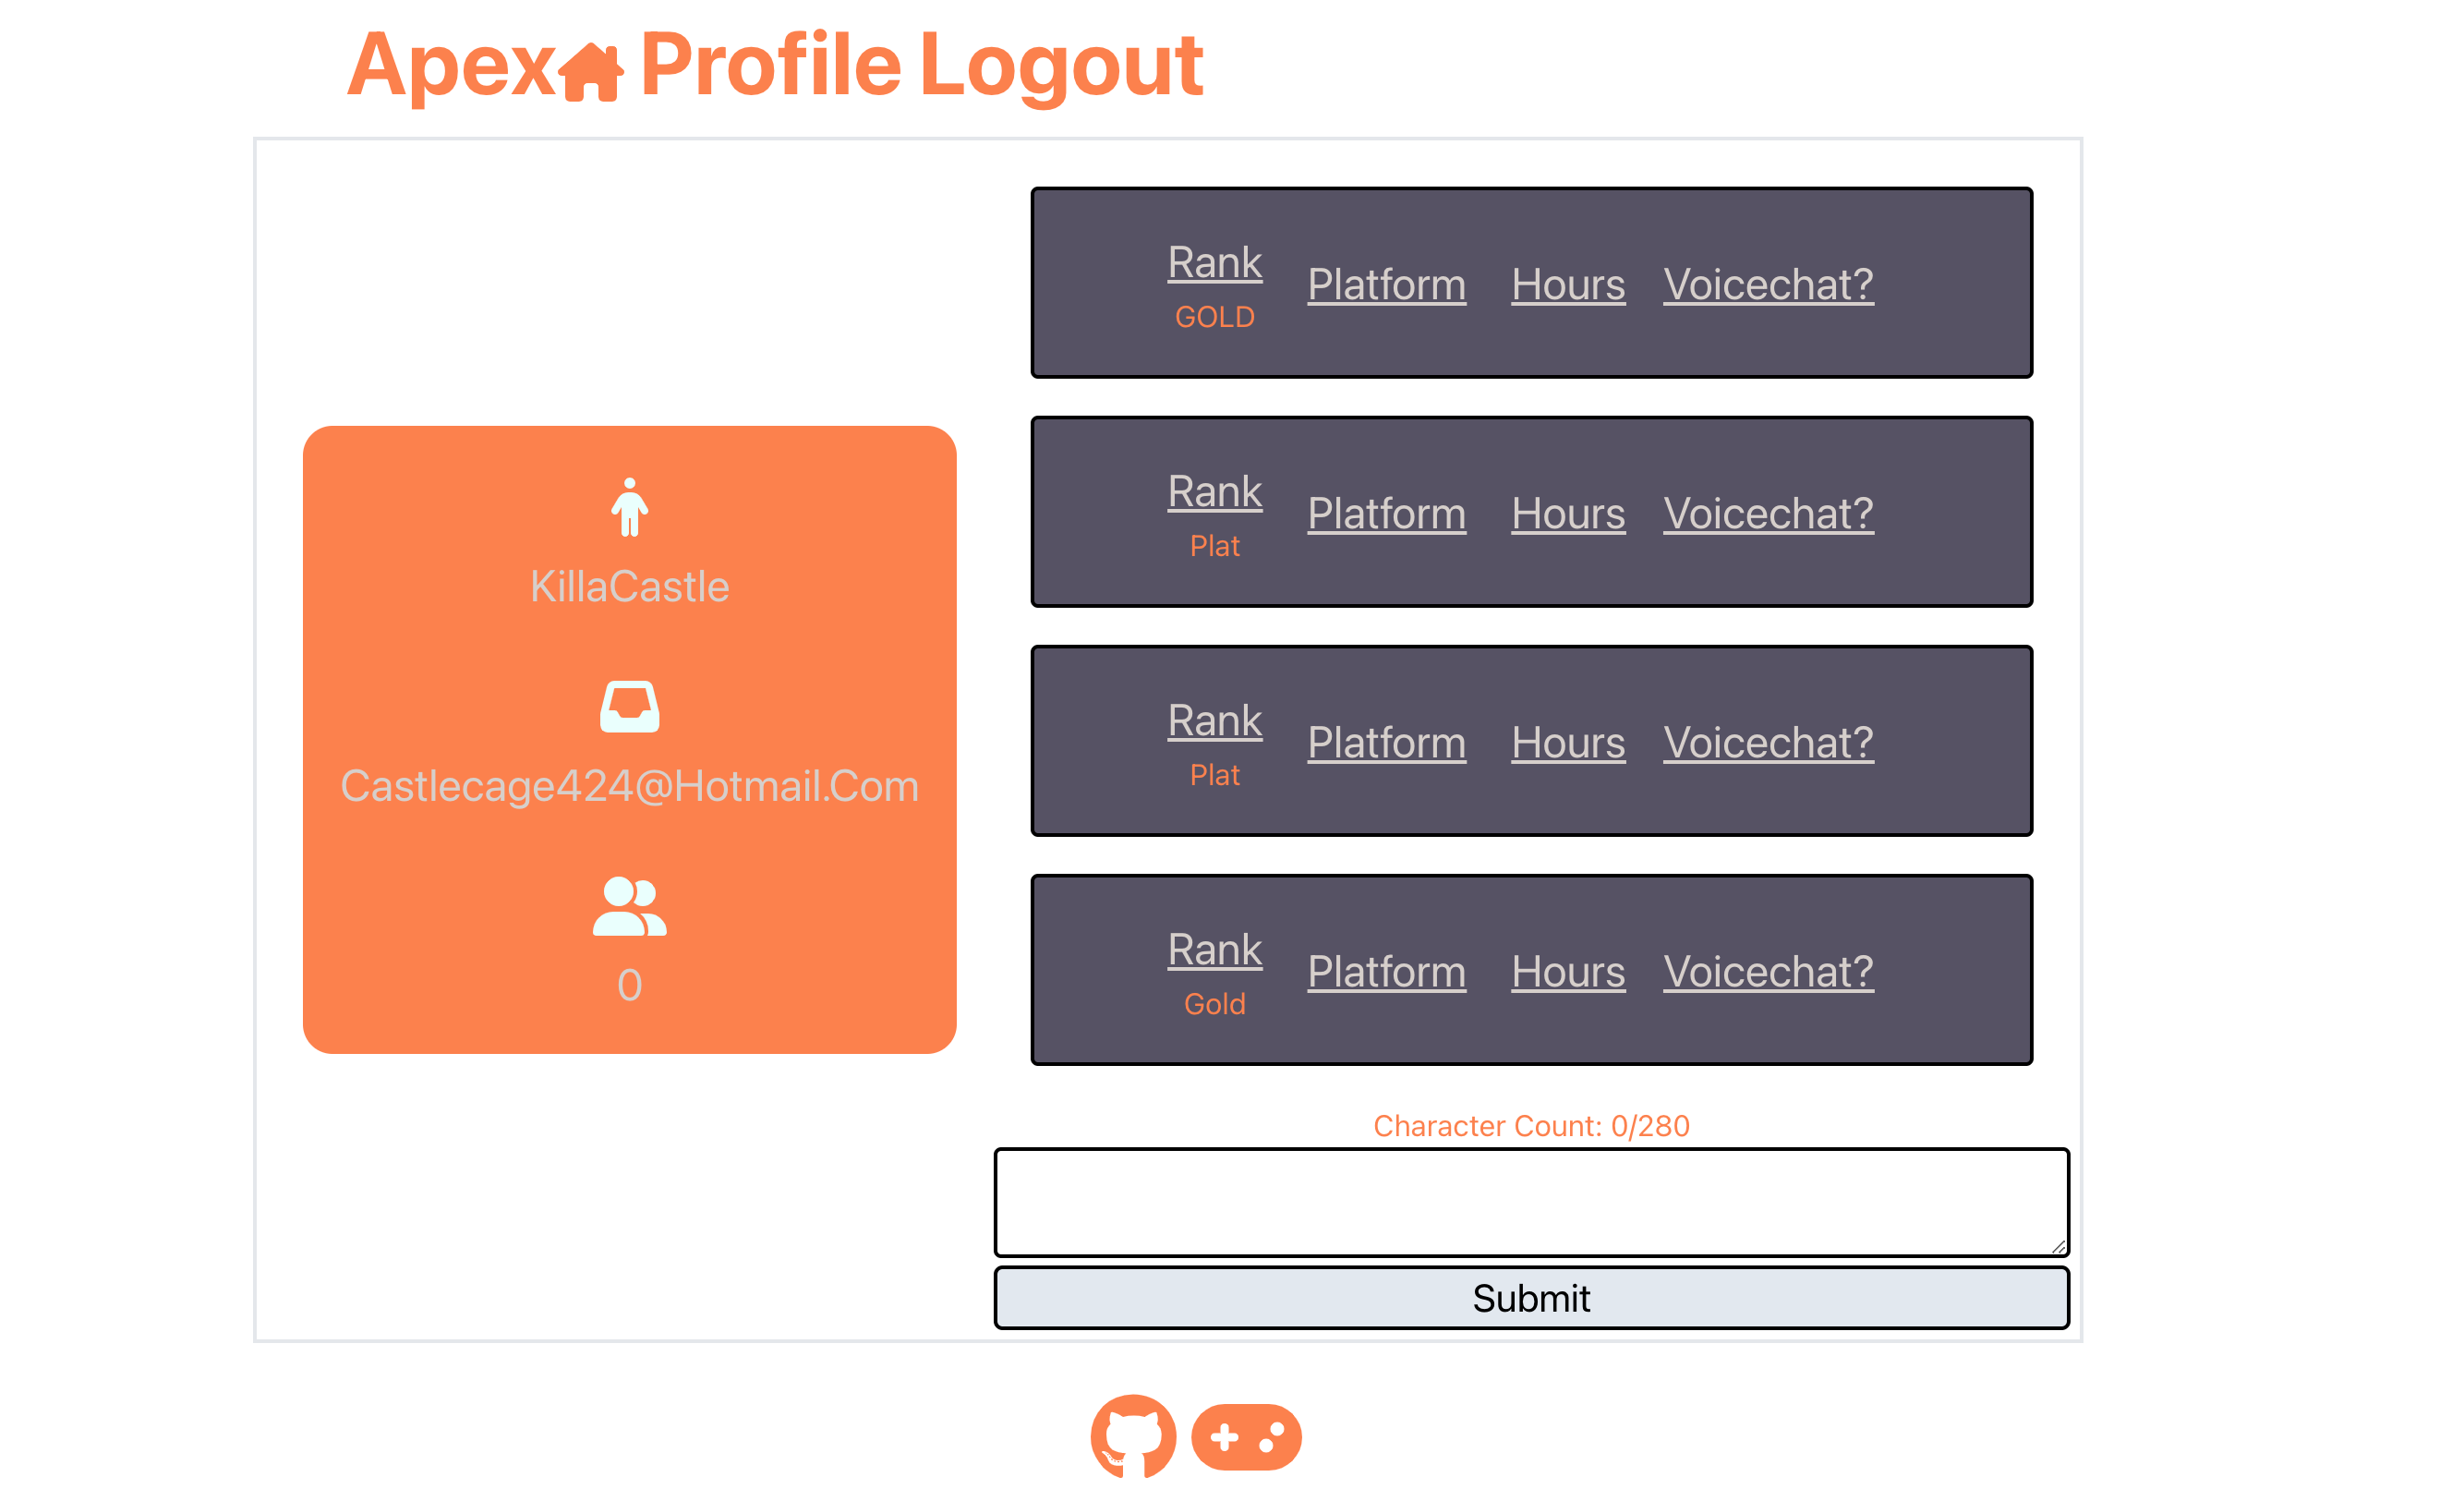 Apex Profile Logout
KillaCastle
Castlecage424@Hotmail.Com
0
Rank Platform Hours Voicechat?
GOLD
Rank Platform Hours Voicechat?
Plat
Rank Platform Hours Voicechat?
Plat
Rank Platform Hours Voicechat?
Gold
Character Count: 0/280
Submit